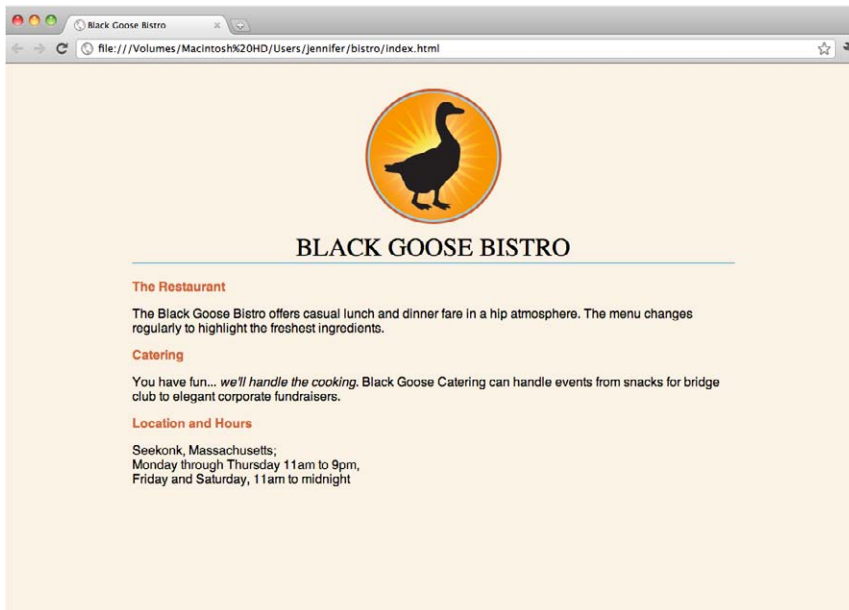 Black Goose Bistro
file:///Volumes/Macintosh%20HD/Users/jennifer/bistro/index.html
BLACK GOOSE BISTRO
The Restaurant
The Black Goose Bistro offers casual lunch and dinner fare in a hip atmosphere. The menu changes
regularly to highlight the freshest ingredients.
Catering
You have fun... we'll handle the cooking. Black Goose Catering can handle events from snacks for bridge
club to elegant corporate fundraisers.
Location and Hours
Seekonk, Massachusetts;
Monday through Thursday 11am to 9pm,
Friday and Saturday, 11am to midnight